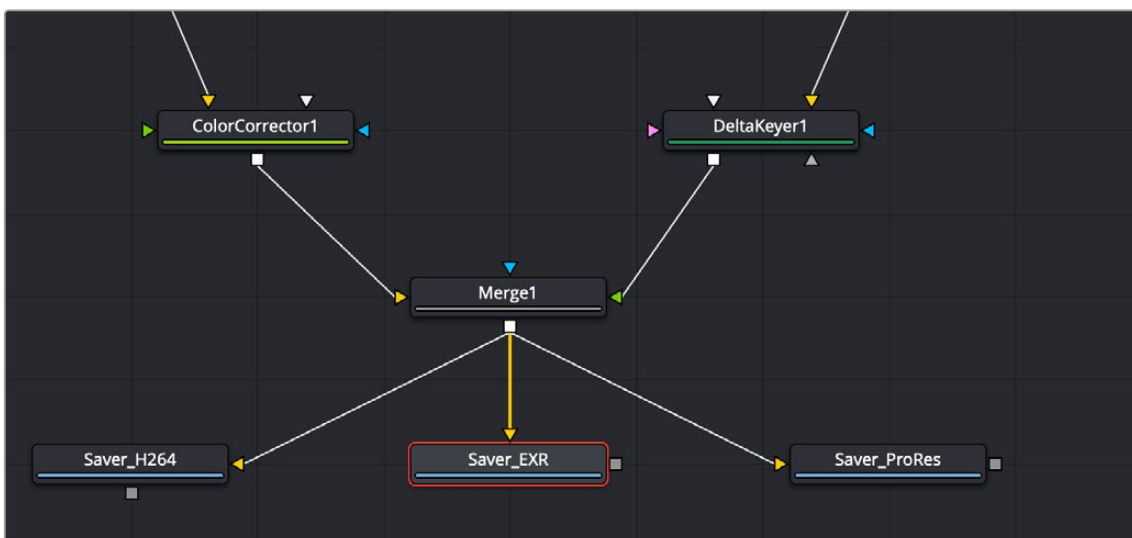 ColorCorrector1
DeltaKeyer1
Merge1
Saver_H264
Saver_EXR
Saver_ProRes